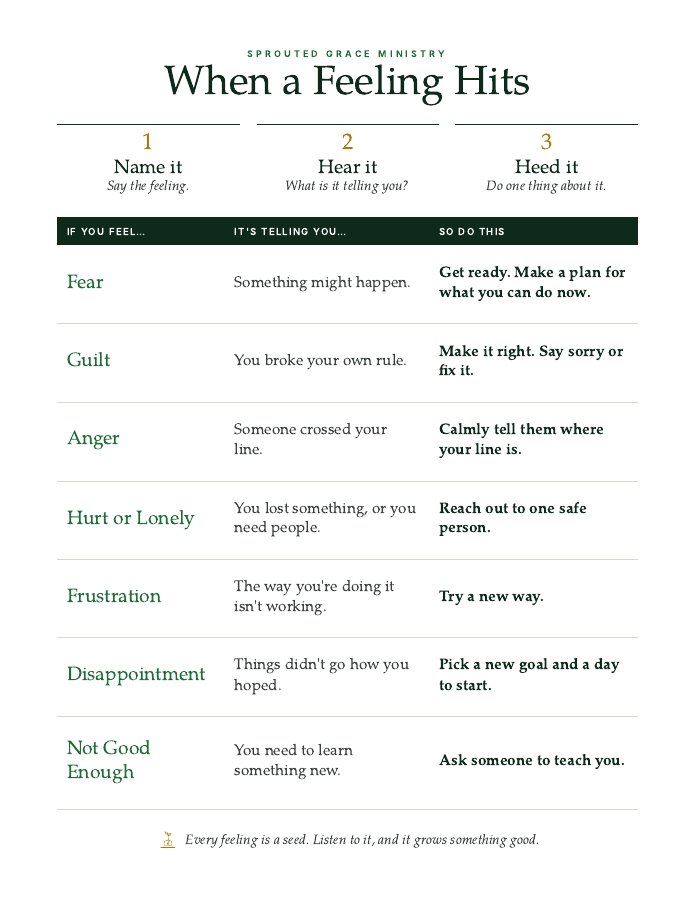 SPROUTED GRACE MINISTRY
When a Feeling Hits
1
Name it
Say the feeling.
2
Hear it
What is it telling you?
3
Heed it
Do one thing about it.
IF YOU FEEL... IT'S TELLING YOU... SO DO THIS
Fear
Something might happen.
Get ready. Make a plan for
what you can do now.
Guilt
You broke your own rule.
Make it right. Say sorry or
fix it.
Anger
Someone crossed your
line.
Calmly tell them where
your line is.
Hurt or Lonely
You lost something, or you
need people.
Reach out to one safe
person.
Frustration
The way you're doing it
isn't working.
Try a new way.
Disappointment
Things didn't go how you
hoped.
Pick a new goal and a day
to start.
Not Good
Enough
You need to learn
something new.
Ask someone to teach you.
Every feeling is a seed. Listen to it, and it grows something good.